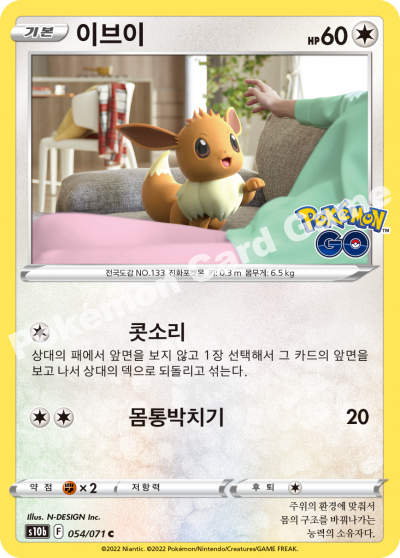 기본 이브이 HP 60
Pokémon GO
전국도감 NO.133 진화포켓몬 키: 0.3 m 몸무게: 6.5 kg
콧소리
상대의 패에서 앞면을 보지 않고 1장 선택해서 그 카드의 앞면을
보고 나서 상대의 덱으로 되돌리고 섞는다.
몸통박치기 20
약점 ×2 저항력 후퇴
Illus. N-DESIGN Inc.
s10b F 054/071 C
주위의 환경에 맞춰서
몸의 구조를 바꿔나가는
능력의 소유자다.
©2022 Niantic. ©2022 Pokémon/Nintendo/Creatures/GAME FREAK.
Pokémon Card Game